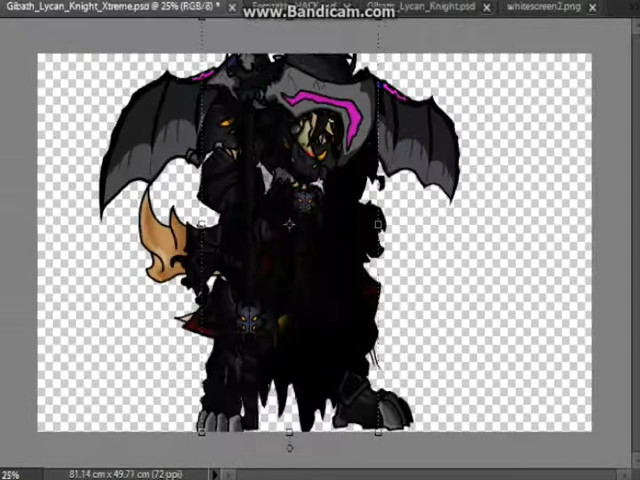 Gibath_Lycan_Knight_Xtreme.psd @ 25% (RGB/8) *
www.Bandicam.com
Gibath_Lycan_Knight.psd
whitescreen2.png
25%
81.14 cm x 49.77 cm (72 ppi)